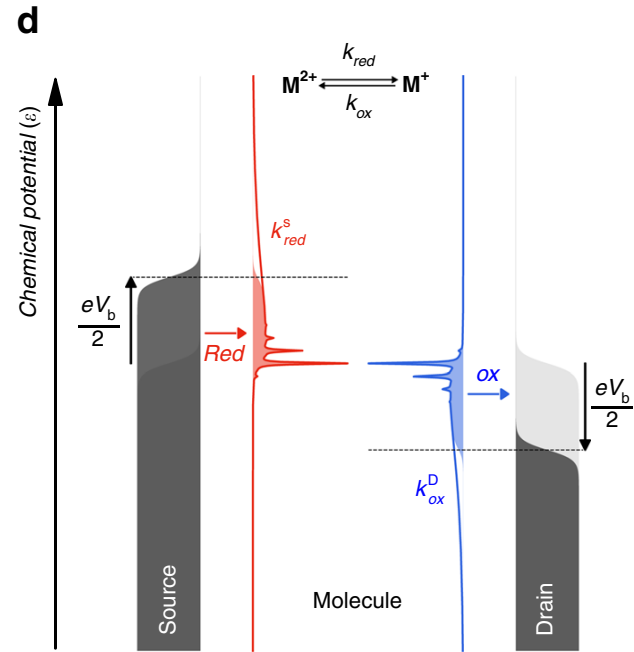 d
Chemical potential (ε)
k_red
M²⁺ ⇌ M⁺
k_ox
k^s_red
eV_b
2
Red
ox
eV_b
2
k^D_ox
Source
Molecule
Drain